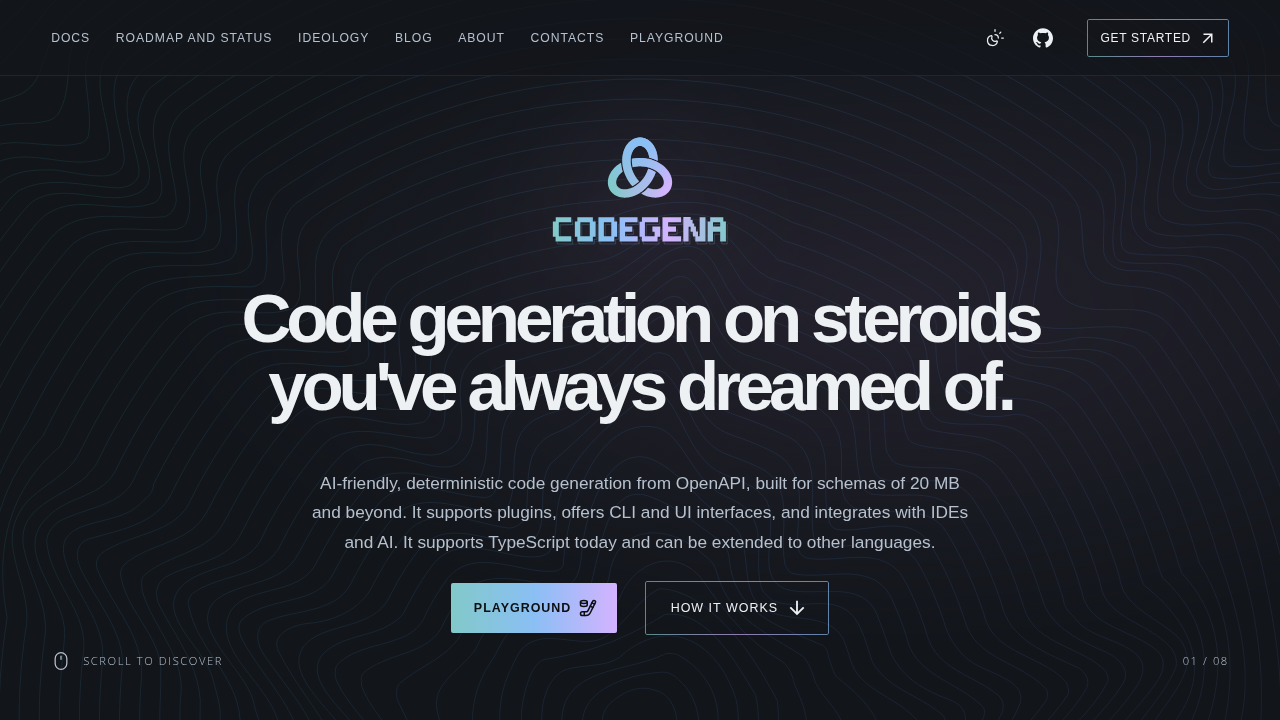 DOCS
ROADMAP AND STATUS
IDEOLOGY
BLOG
ABOUT
CONTACTS
PLAYGROUND
GET STARTED
CODEGENA
Code generation on steroids
you've always dreamed of.
AI-friendly, deterministic code generation from OpenAPI, built for schemas of 20 MB
and beyond. It supports plugins, offers CLI and UI interfaces, and integrates with IDEs
and AI. It supports TypeScript today and can be extended to other languages.
PLAYGROUND
HOW IT WORKS
SCROLL TO DISCOVER
01 / 08